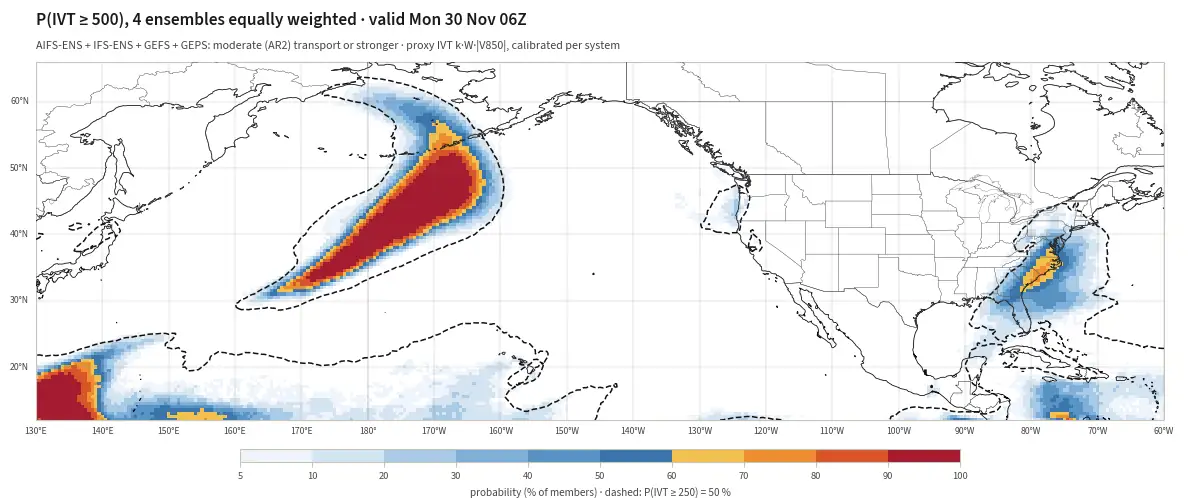 P(IVT ≥ 500), 4 ensembles equally weighted · valid Mon 30 Nov 06Z
AIFS-ENS + IFS-ENS + GEFS + GEPS: moderate (AR2) transport or stronger · proxy IVT k·W·|V850|, calibrated per system
60°N
50°N
40°N
30°N
20°N
130°E 140°E 150°E 160°E 170°E 180° 170°W 160°W 150°W 140°W 130°W 120°W 110°W 100°W 90°W 80°W 70°W 60°W
5 10 20 30 40 50 60 70 80 90 100
probability (% of members) · dashed: P(IVT ≥ 250) = 50 %